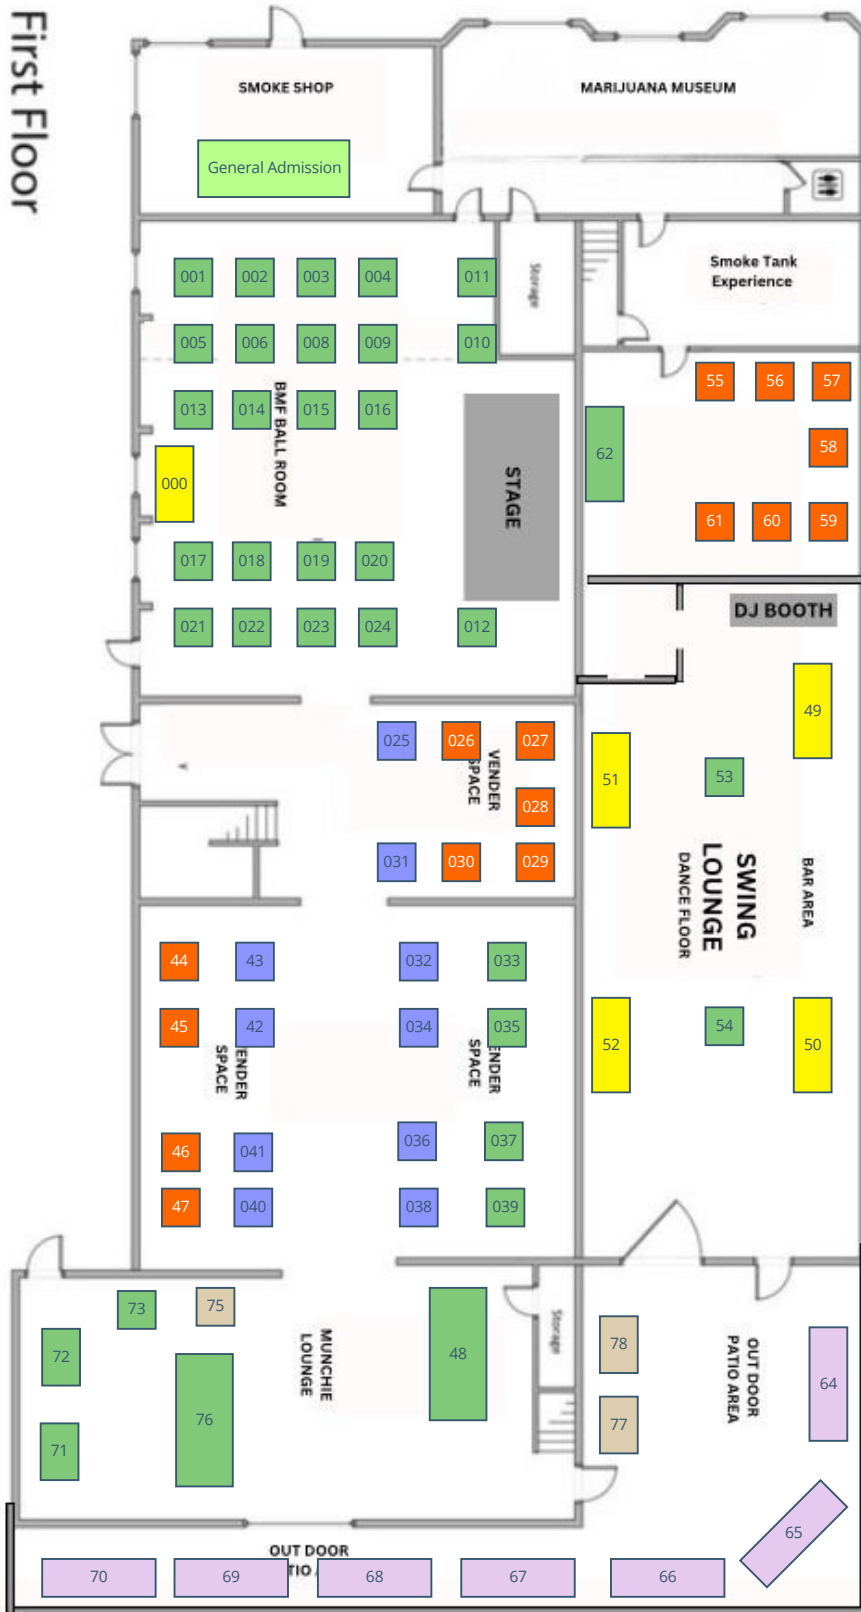 First Floor
SMOKE SHOP
MARIJUANA MUSEUM
General Admission
001 002 003 004 011
Storage
Smoke Tank
Experience
005 006 008 009 010
013 014 015 016
BMF BALL ROOM
000
STAGE
017 018 019 020
021 022 023 024 012
55 56 57
62
58
61 60 59
DJ BOOTH
49
025 026 027
VENDER
SPACE
028
031 030 029
51
53
SWING
LOUNGE
DANCE FLOOR
BAR AREA
44 43 032 033
45 42 034 035
ENDER
SPACE
ENDER
SPACE
52 54 50
46 041 036 037
47 040 038 039
73 75
72
48
76
71
MUNCHIE
LOUNGE
Storage
78
77
OUT DOOR
PATIO AREA
64
65
OUT DOOR
70 69 68 67 66